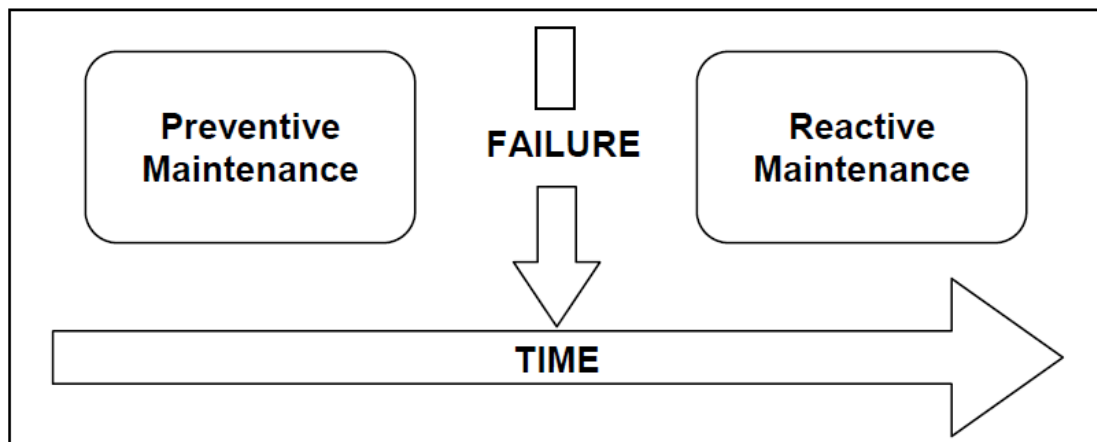 Preventive
Maintenance
FAILURE
Reactive
Maintenance
TIME